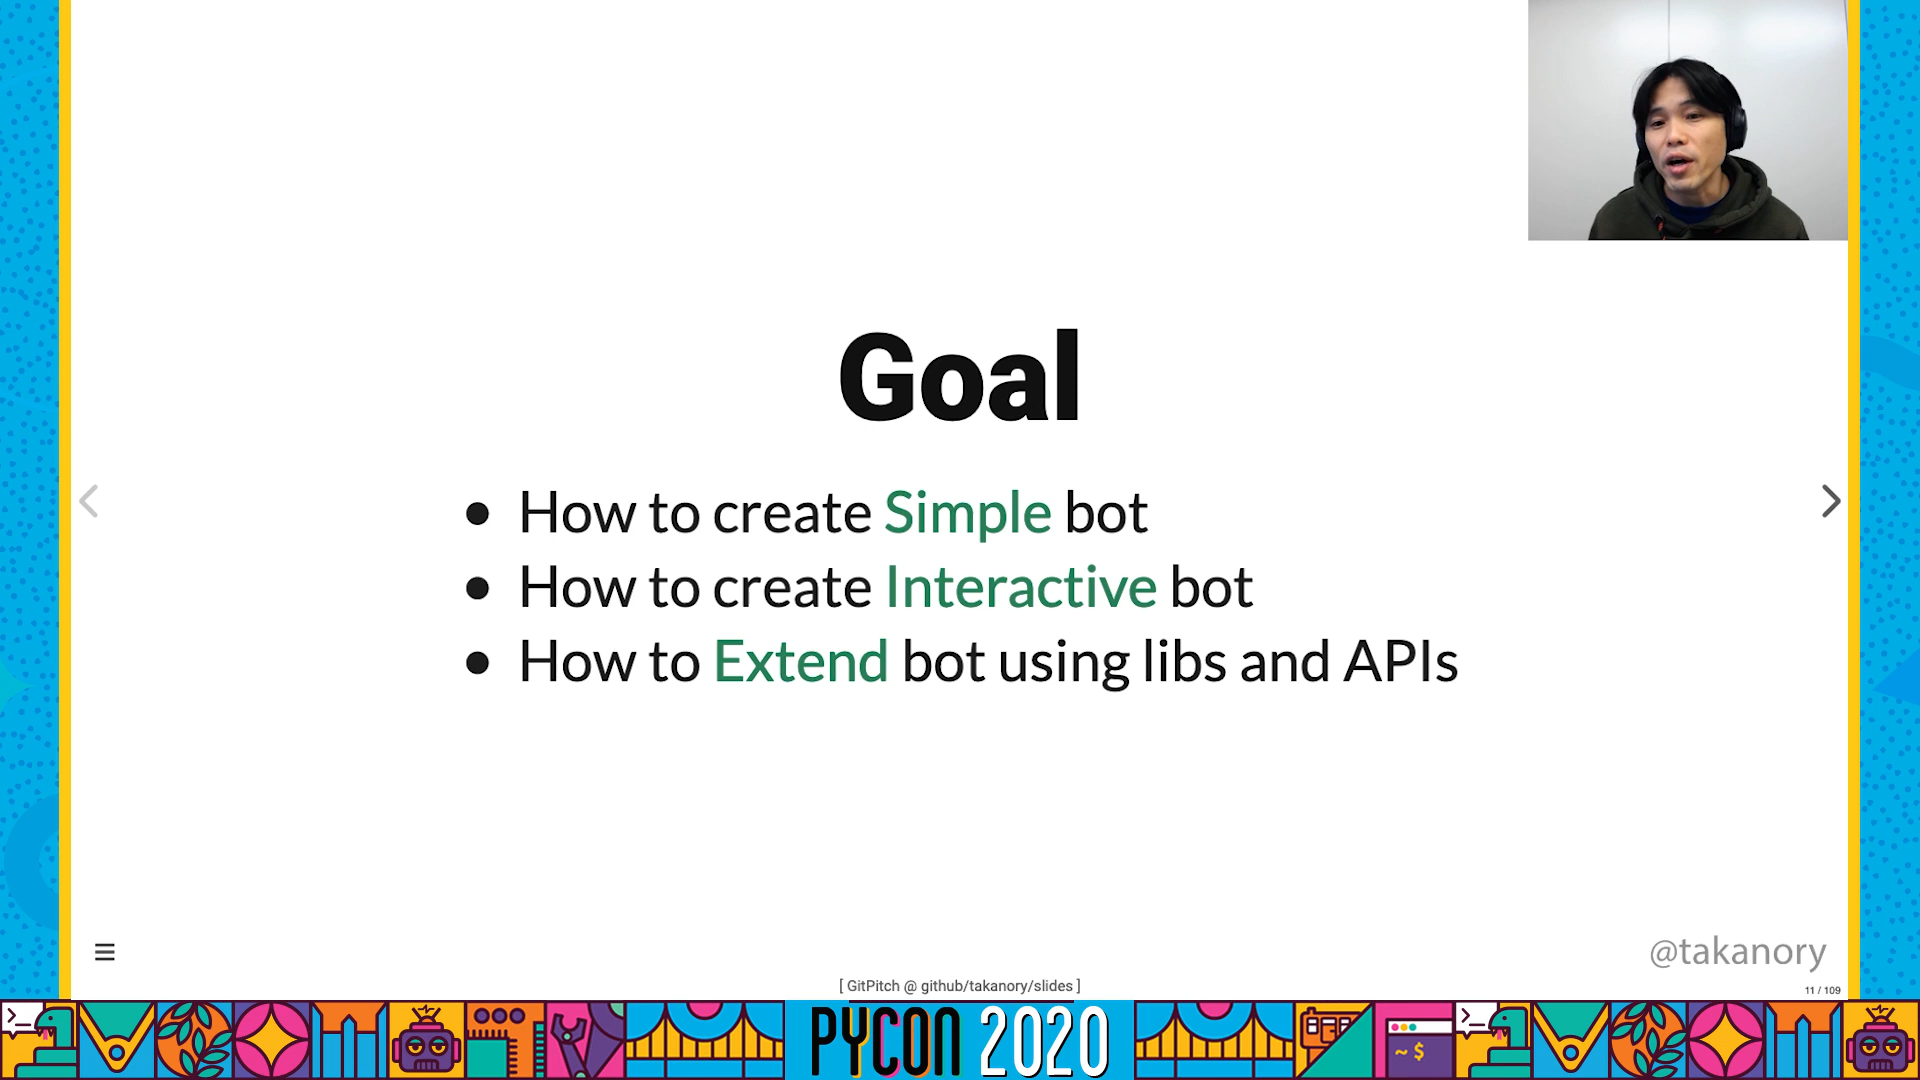 Goal
• How to create Simple bot
• How to create Interactive bot
• How to Extend bot using libs and APIs
@takanory
[ GitPitch @ github/takanory/slides ]
11 / 109
PYCON 2020
~ $